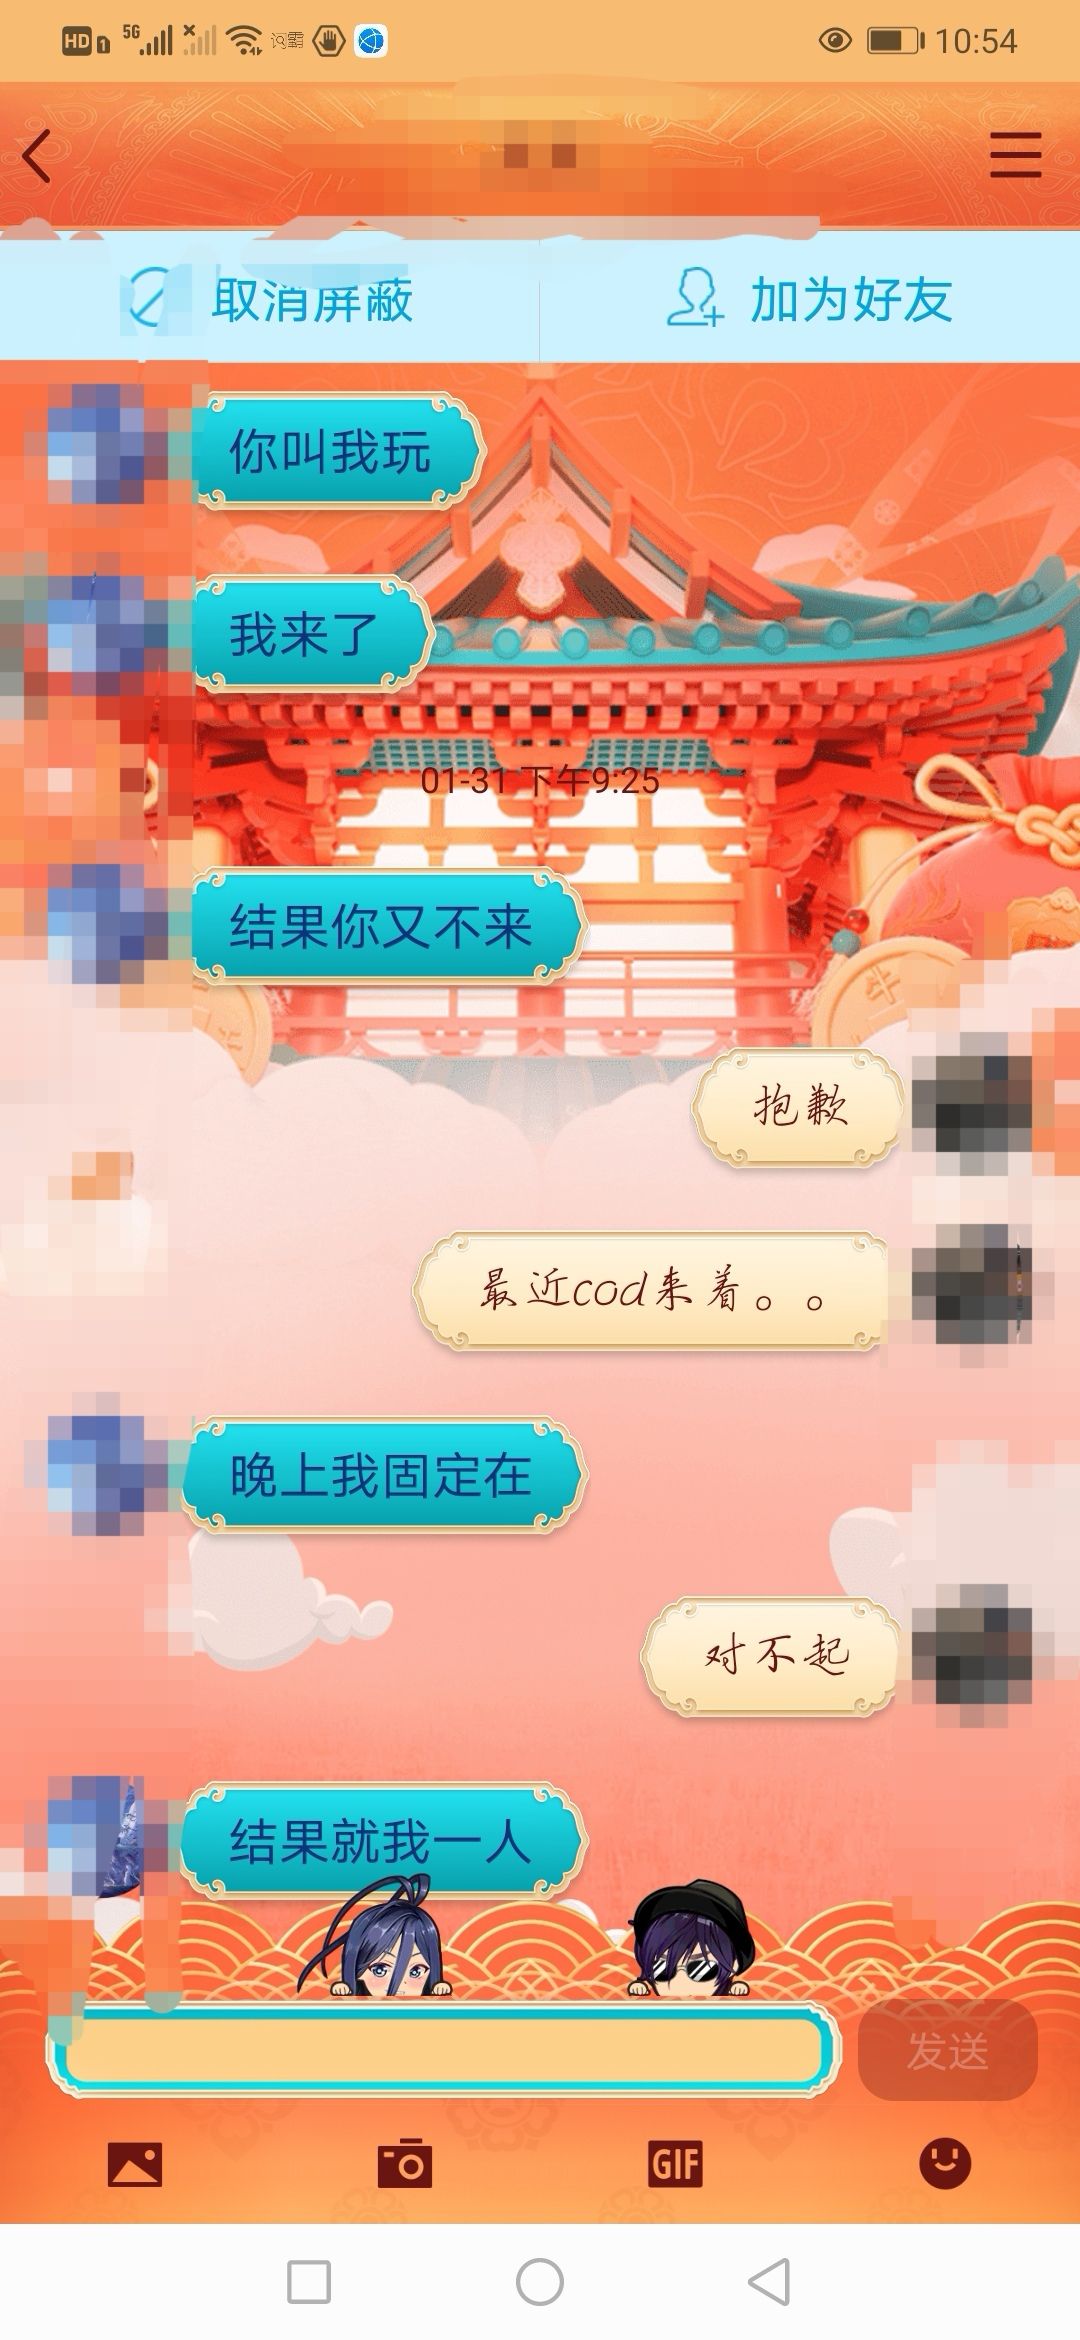 HD 1 5G 10:54
取消屏蔽 加为好友
你叫我玩
我来了
01-31 下午9:25
结果你又不来
抱歉
最近cod来着。。
晚上我固定在
对不起
结果就我一人
发送
GIF